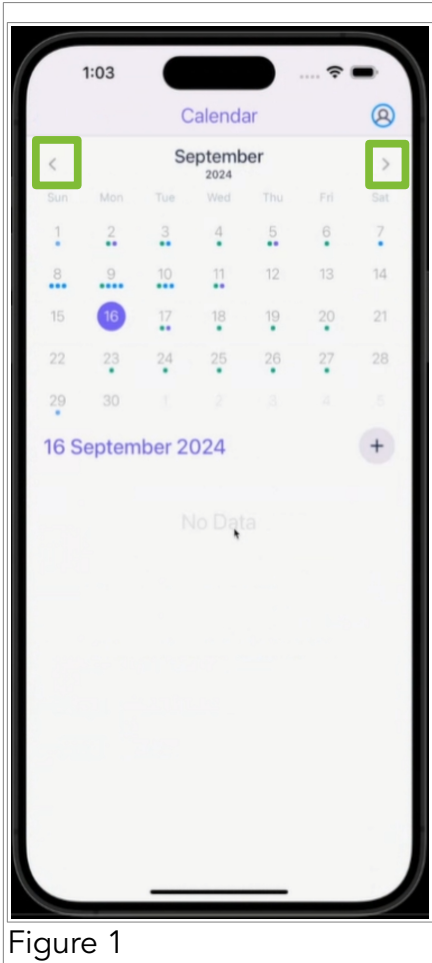 1:03
Calendar
September
2024
Sun Mon Tue Wed Thu Fri Sat
1 2 3 4 5 6 7
8 9 10 11 12 13 14
15 16 17 18 19 20 21
22 23 24 25 26 27 28
29 30 1 2 3 4 5
16 September 2024 +
No Data
Figure 1